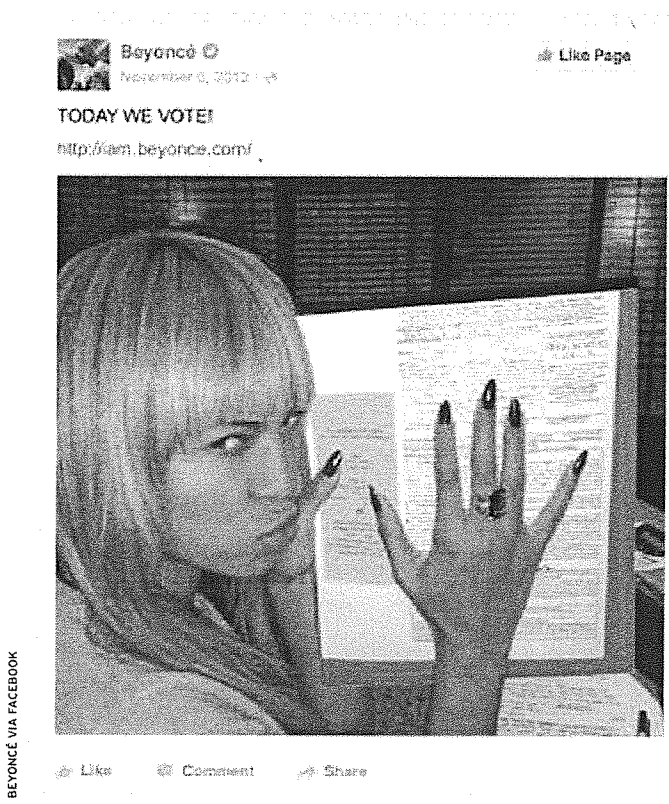 Beyoncé
Like Page
November 6, 2012
TODAY WE VOTE!
http://iam.beyonce.com/
Like
Comment
Share
BEYONCÉ VIA FACEBOOK